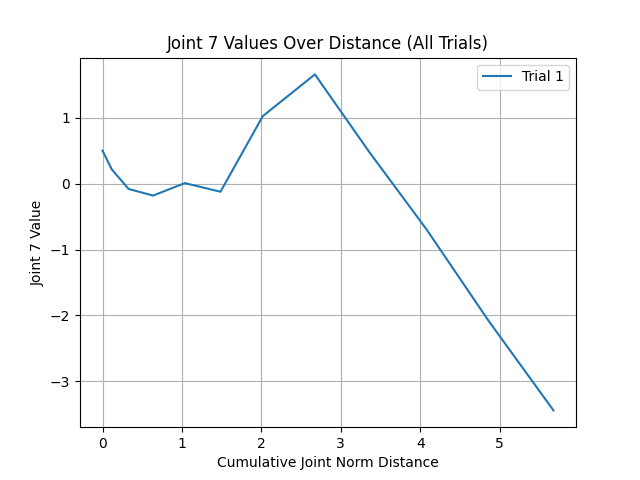 Joint 7 Values Over Distance (All Trials)
Trial 1
Joint 7 Value
1
0
−1
−2
−3
0 1 2 3 4 5
Cumulative Joint Norm Distance